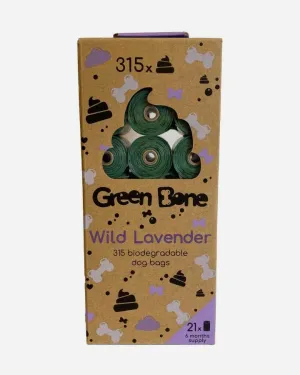 315x
Green Bone
Wild Lavender
315 biodegradable
dog bags
21x
6 months
supply